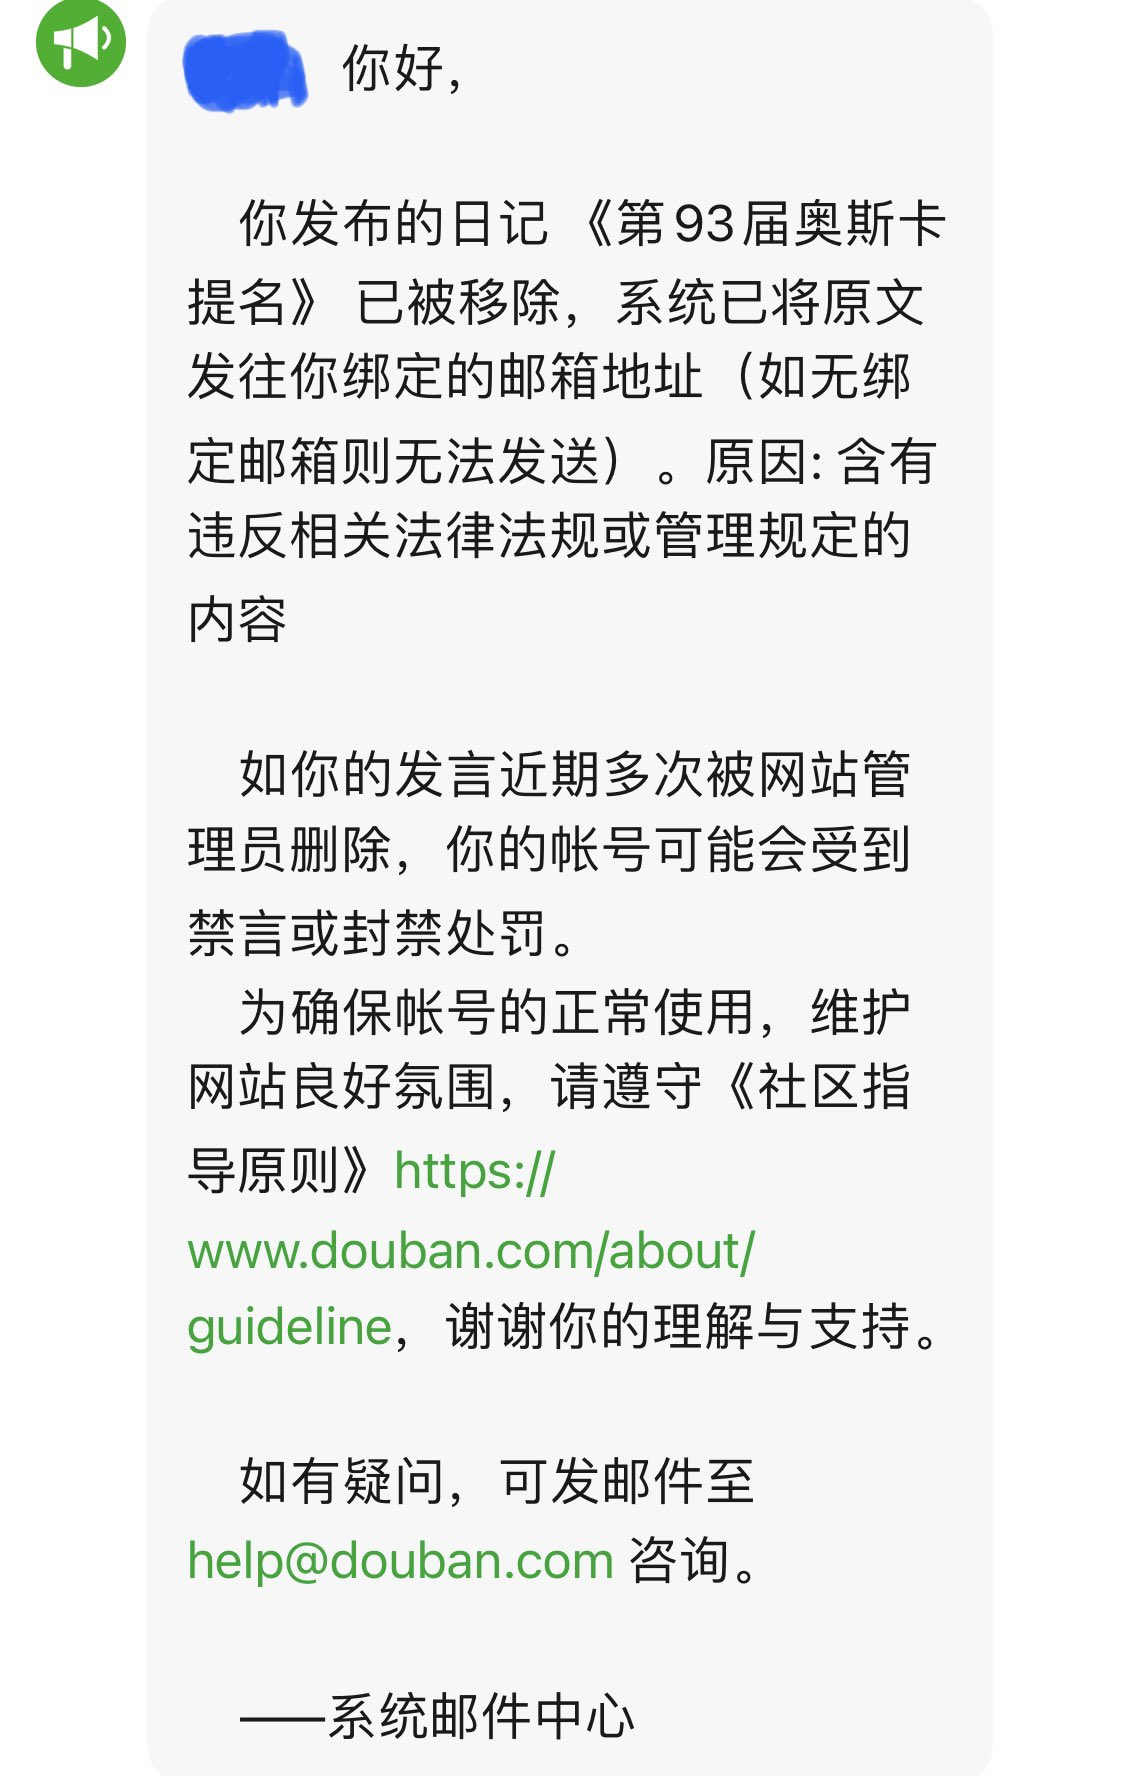 你好，
你发布的日记 《第93届奥斯卡
提名》 已被移除，系统已将原文
发往你绑定的邮箱地址（如无绑
定邮箱则无法发送） 。原因: 含有
违反相关法律法规或管理规定的
内容
如你的发言近期多次被网站管
理员删除，你的帐号可能会受到
禁言或封禁处罚。
为确保帐号的正常使用，维护
网站良好氛围，请遵守《社区指
导原则》https://
www.douban.com/about/
guideline，谢谢你的理解与支持。
如有疑问，可发邮件至
help@douban.com 咨询。
——系统邮件中心